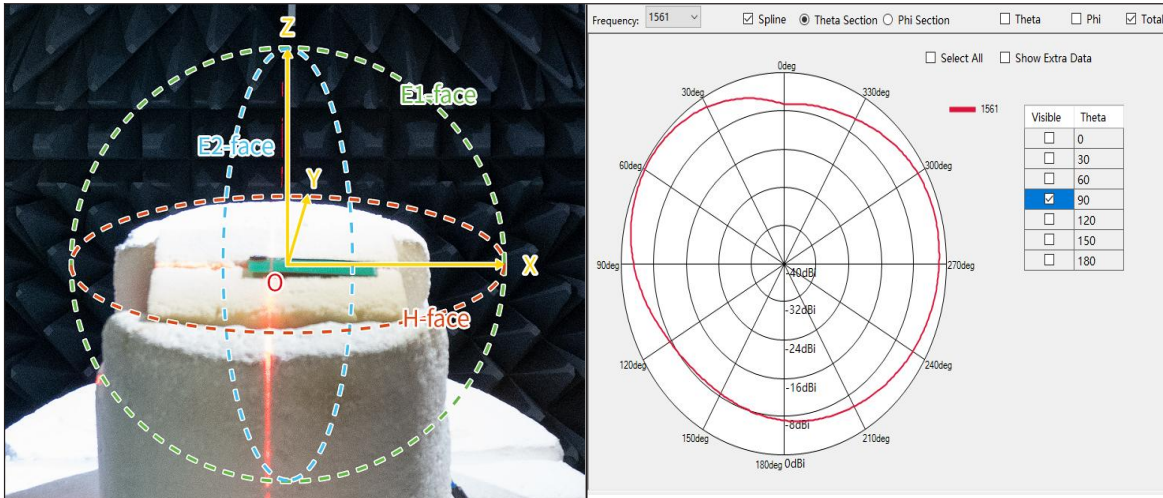 Z
E1-face
E2-face
Y
X
O
H-face
Frequency: 1561 Spline Theta Section Phi Section Theta Phi Total
Select All Show Extra Data
0deg
30deg
330deg
1561
60deg
300deg
90deg
270deg
120deg
240deg
150deg
210deg
180deg
-40dBi
-32dBi
-24dBi
-16dBi
-8dBi
0dBi
Visible Theta
0
30
60
90
120
150
180